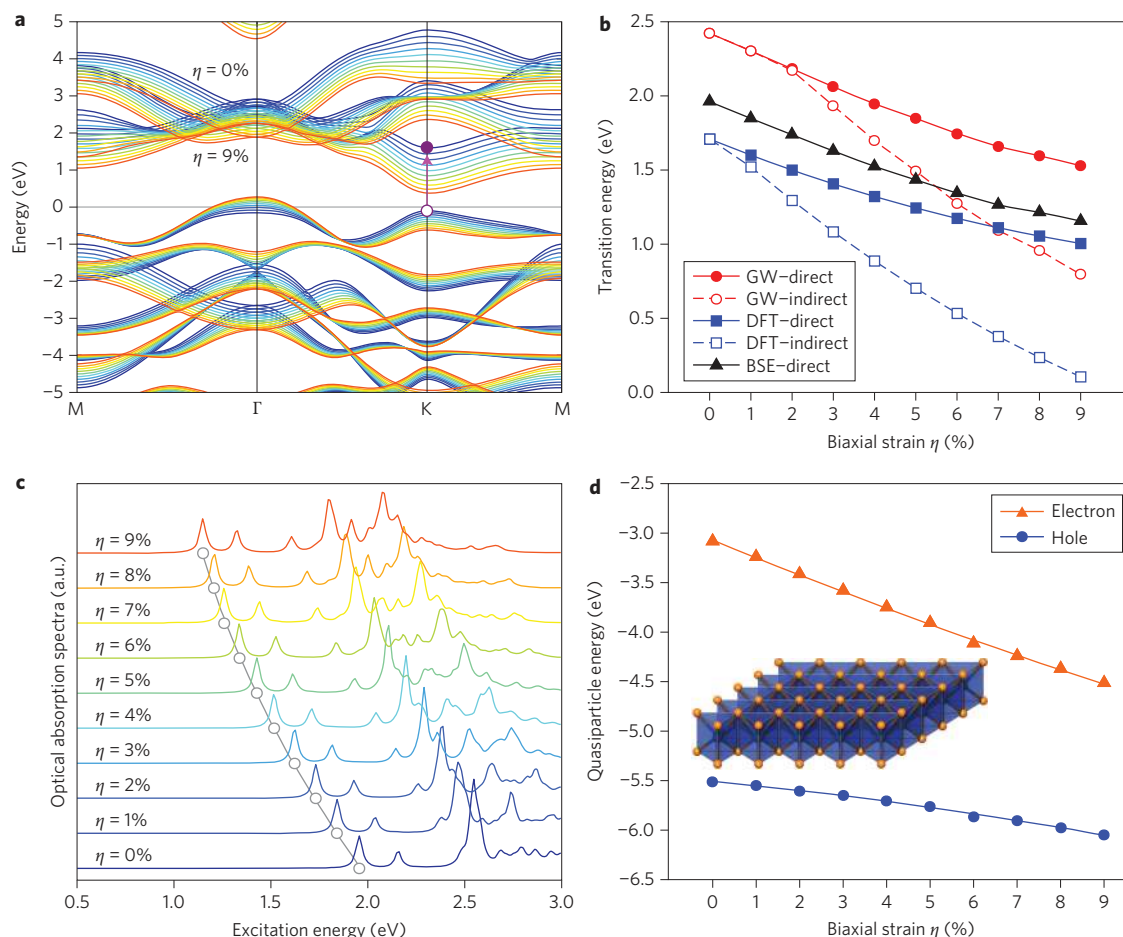 a
5
4
3
2
1
0
−1
−2
−3
−4
−5
Energy (eV)
η = 0%
η = 9%
M
Γ
K
M
b
2.5
2.0
1.5
1.0
0.5
0.0
Transition energy (eV)
GW–direct
GW–indirect
DFT–direct
DFT–indirect
BSE–direct
0 1 2 3 4 5 6 7 8 9
Biaxial strain η (%)
c
Optical absorption spectra (a.u.)
η = 9%
η = 8%
η = 7%
η = 6%
η = 5%
η = 4%
η = 3%
η = 2%
η = 1%
η = 0%
0.5 1.0 1.5 2.0 2.5 3.0
Excitation energy (eV)
d
−2.5
−3.0
−3.5
−4.0
−4.5
−5.0
−5.5
−6.0
−6.5
Quasiparticle energy (eV)
Electron
Hole
0 1 2 3 4 5 6 7 8 9
Biaxial strain η (%)